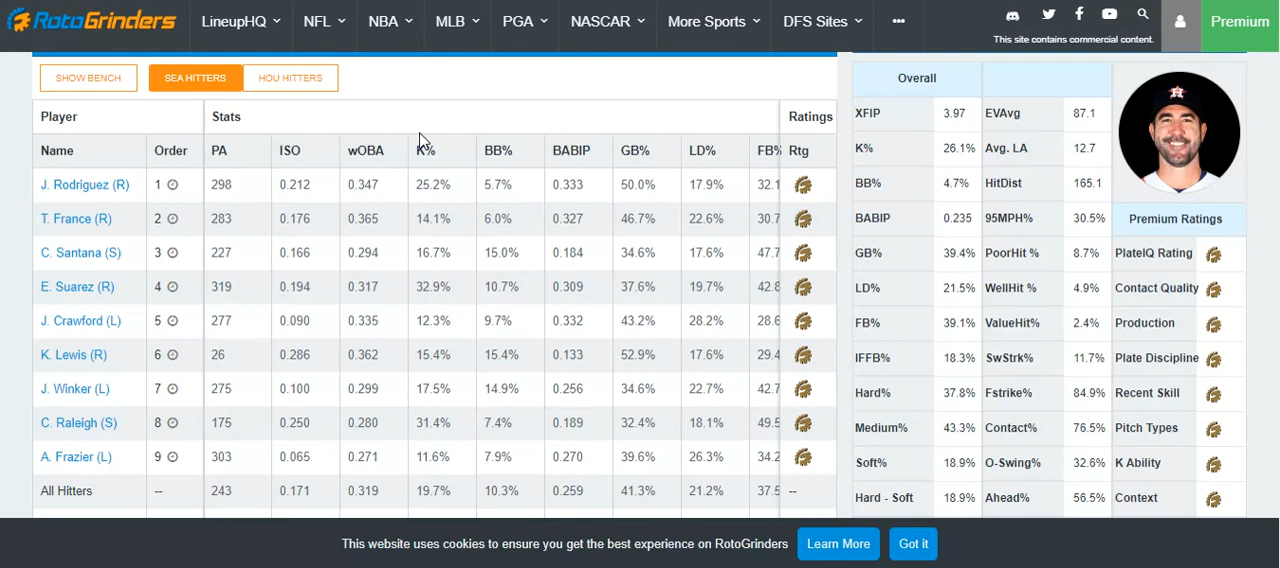 RotoGrinders LineupHQ NFL NBA MLB PGA NASCAR More Sports DFS Sites ••• Premium
This site contains commercial content.
SHOW BENCH SEA HITTERS HOU HITTERS
Player Stats Ratings
Name Order PA ISO wOBA K% BB% BABIP GB% LD% FB% Rtg
J. Rodriguez (R) 1 298 0.212 0.347 25.2% 5.7% 0.333 50.0% 17.9% 32.1
T. France (R) 2 283 0.176 0.365 14.1% 6.0% 0.327 46.7% 22.6% 30.7
C. Santana (S) 3 227 0.166 0.294 16.7% 15.0% 0.184 34.6% 17.6% 47.7
E. Suarez (R) 4 319 0.194 0.317 32.9% 10.7% 0.309 37.6% 19.7% 42.8
J. Crawford (L) 5 277 0.090 0.335 12.3% 9.7% 0.332 43.2% 28.2% 28.6
K. Lewis (R) 6 26 0.286 0.362 15.4% 15.4% 0.133 52.9% 17.6% 29.4
J. Winker (L) 7 275 0.100 0.299 17.5% 14.9% 0.256 34.6% 22.7% 42.7
C. Raleigh (S) 8 175 0.250 0.280 31.4% 7.4% 0.189 32.4% 18.1% 49.5
A. Frazier (L) 9 303 0.065 0.271 11.6% 7.9% 0.270 39.6% 26.3% 34.2
All Hitters -- 243 0.171 0.319 19.7% 10.3% 0.259 41.3% 21.2% 37.5 --
Overall
XFIP 3.97 EVAvg 87.1
K% 26.1% Avg. LA 12.7
BB% 4.7% HitDist 165.1
BABIP 0.235 95MPH% 30.5% Premium Ratings
GB% 39.4% PoorHit % 8.7% PlateIQ Rating
LD% 21.5% WellHit % 4.9% Contact Quality
FB% 39.1% ValueHit% 2.4% Production
IFFB% 18.3% SwStrk% 11.7% Plate Discipline
Hard% 37.8% Fstrike% 84.9% Recent Skill
Medium% 43.3% Contact% 76.5% Pitch Types
Soft% 18.9% O-Swing% 32.6% K Ability
Hard - Soft 18.9% Ahead% 56.5% Context
This website uses cookies to ensure you get the best experience on RotoGrinders Learn More Got it